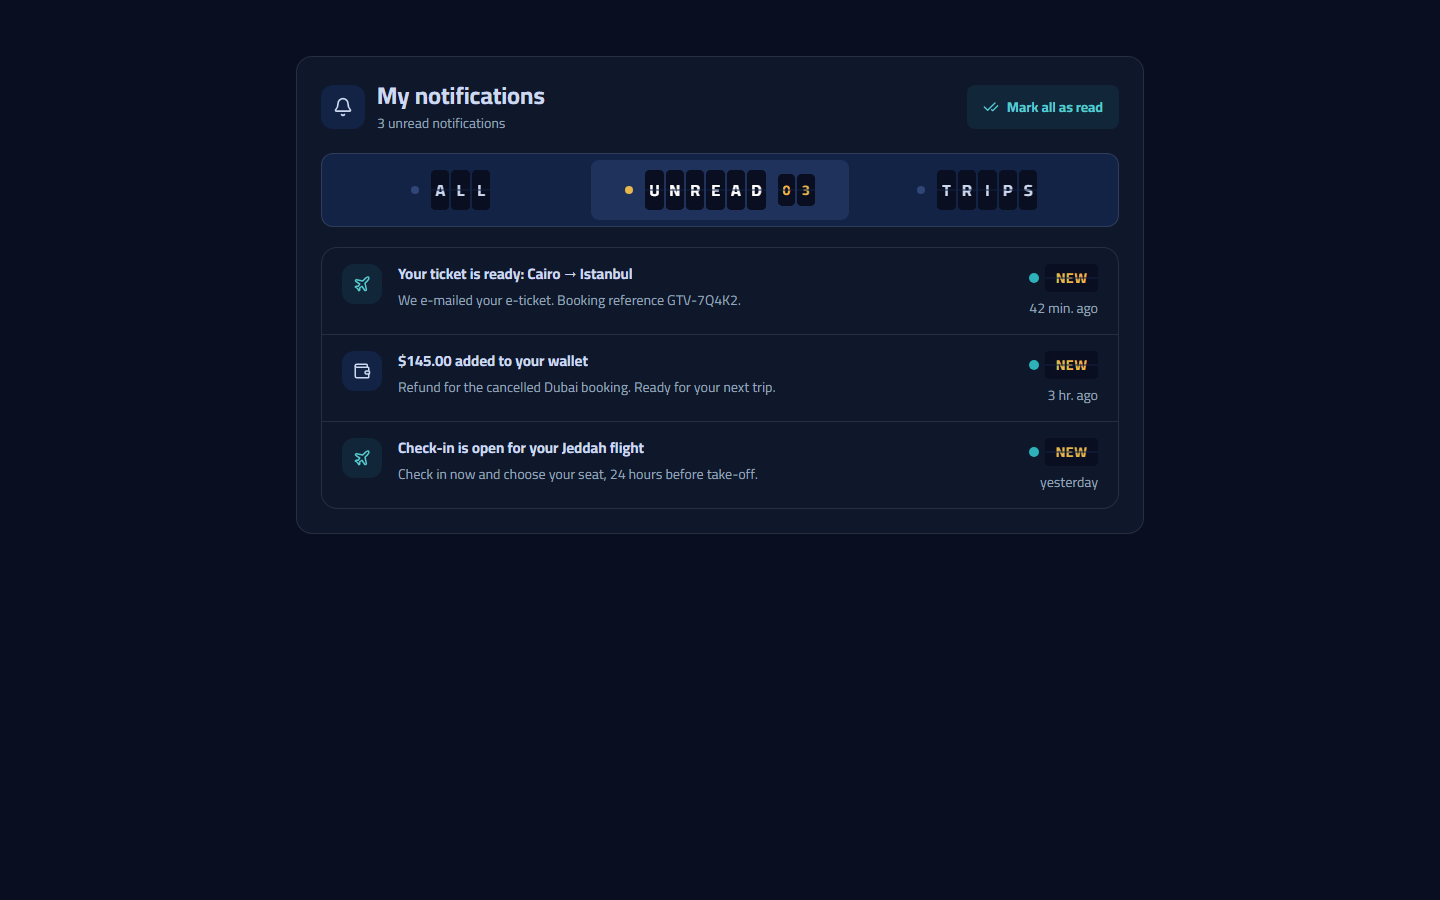 My notifications
3 unread notifications
Mark all as read
ALL
UNREAD 03
TRIPS
Your ticket is ready: Cairo → Istanbul
NEW
We e-mailed your e-ticket. Booking reference GTV-7Q4K2.
42 min. ago
$145.00 added to your wallet
NEW
Refund for the cancelled Dubai booking. Ready for your next trip.
3 hr. ago
Check-in is open for your Jeddah flight
NEW
Check in now and choose your seat, 24 hours before take-off.
yesterday